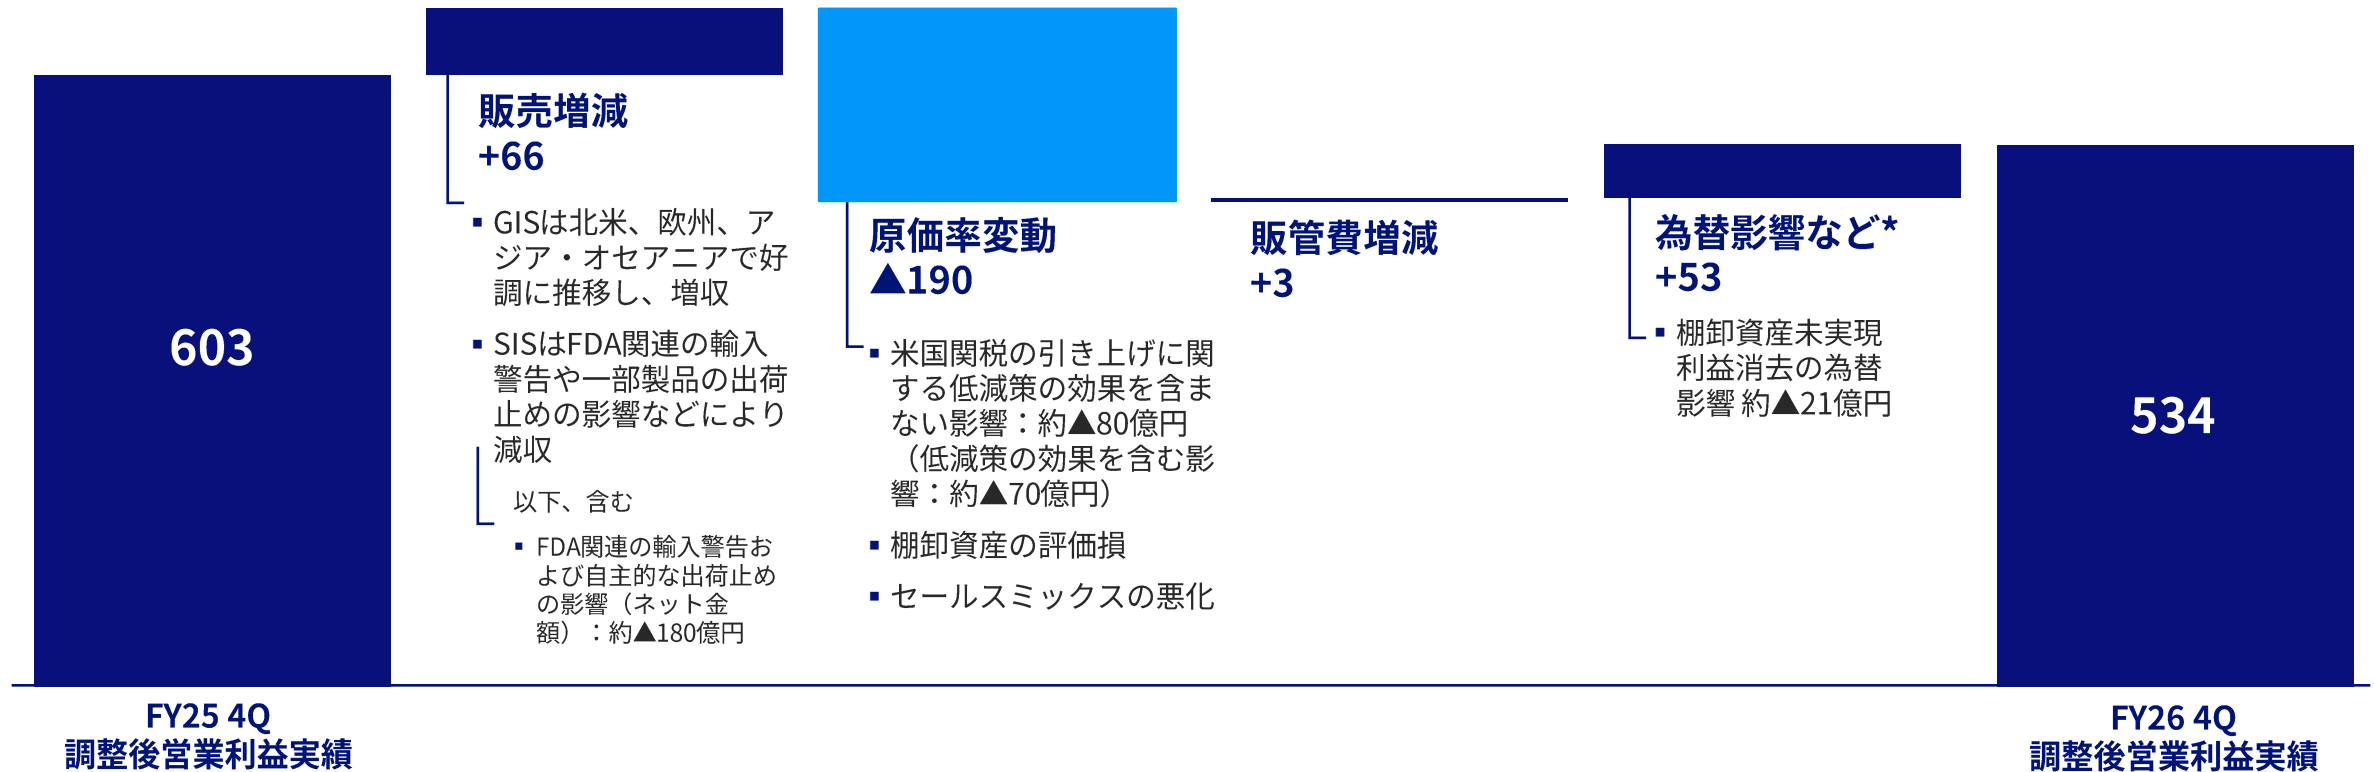 603
販売増減
+66
▪ GISは北米、欧州、ア
ジア・オセアニアで好
調に推移し、増収
▪ SISはFDA関連の輸入
警告や一部製品の出荷
止めの影響などにより
減収
以下、含む
▪ FDA関連の輸入警告お
よび自主的な出荷止め
の影響（ネット金
額）：約▲180億円
原価率変動
▲190
▪ 米国関税の引き上げに関
する低減策の効果を含ま
ない影響：約▲80億円
（低減策の効果を含む影
響：約▲70億円）
▪ 棚卸資産の評価損
▪ セールスミックスの悪化
販管費増減
+3
為替影響など*
+53
▪ 棚卸資産未実現
利益消去の為替
影響 約▲21億円
534
FY25 4Q
調整後営業利益実績
FY26 4Q
調整後営業利益実績